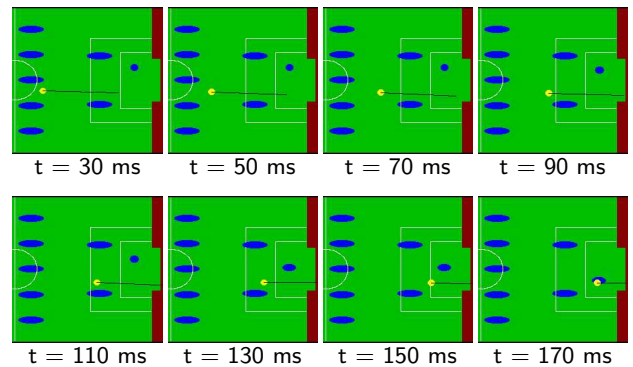 t = 30 ms
t = 50 ms
t = 70 ms
t = 90 ms
t = 110 ms
t = 130 ms
t = 150 ms
t = 170 ms